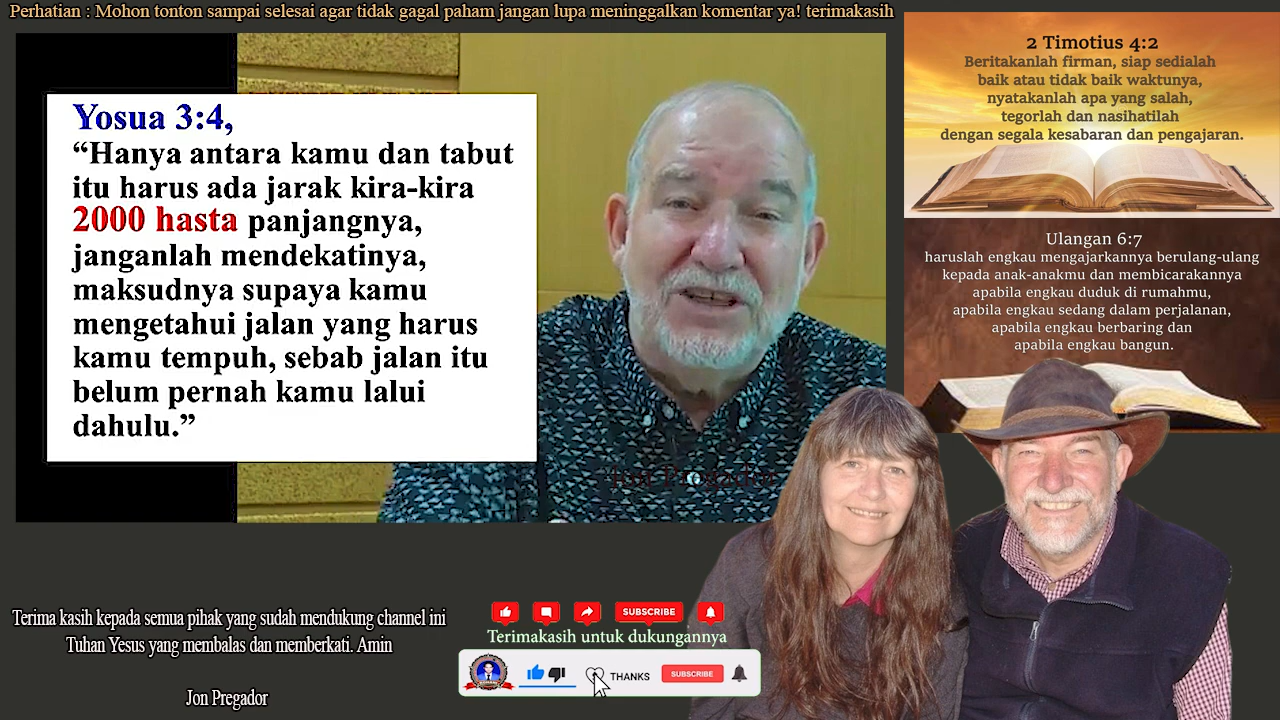 Perhatian : Mohon tonton sampai selesai agar tidak gagal paham jangan lupa meninggalkan komentar ya! terimakasih
Yosua 3:4,
“Hanya antara kamu dan tabut
itu harus ada jarak kira-kira
2000 hasta panjangnya,
janganlah mendekatinya,
maksudnya supaya kamu
mengetahui jalan yang harus
kamu tempuh, sebab jalan itu
belum pernah kamu lalui
dahulu.”
Jon Pregador
2 Timotius 4:2
Beritakanlah firman, siap sedialah
baik atau tidak baik waktunya,
nyatakanlah apa yang salah,
tegorlah dan nasihatilah
dengan segala kesabaran dan pengajaran.
Ulangan 6:7
haruslah engkau mengajarkannya berulang-ulang
kepada anak-anakmu dan membicarakannya
apabila engkau duduk di rumahmu,
apabila engkau sedang dalam perjalanan,
apabila engkau berbaring dan
apabila engkau bangun.
Terima kasih kepada semua pihak yang sudah mendukung channel ini
Tuhan Yesus yang membalas dan memberkati. Amin
Jon Pregador
SUBSCRIBE
Terimakasih untuk dukungannya
THANKS
SUBSCRIBE